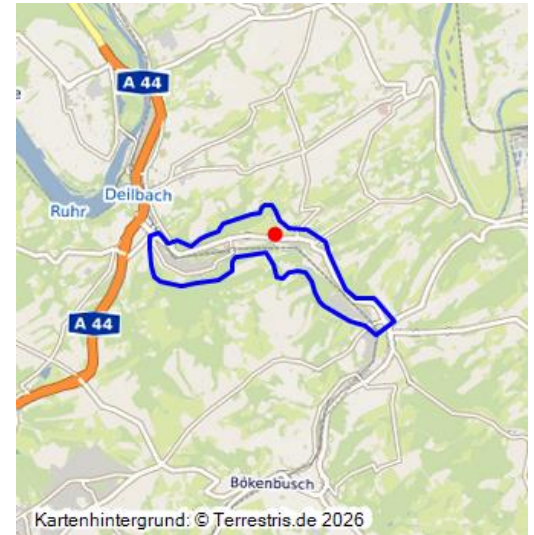 A 44
Deilbach
Ruhr
A 44
Bökenbusch
Kartenhintergrund: © Terrestris.de 2026